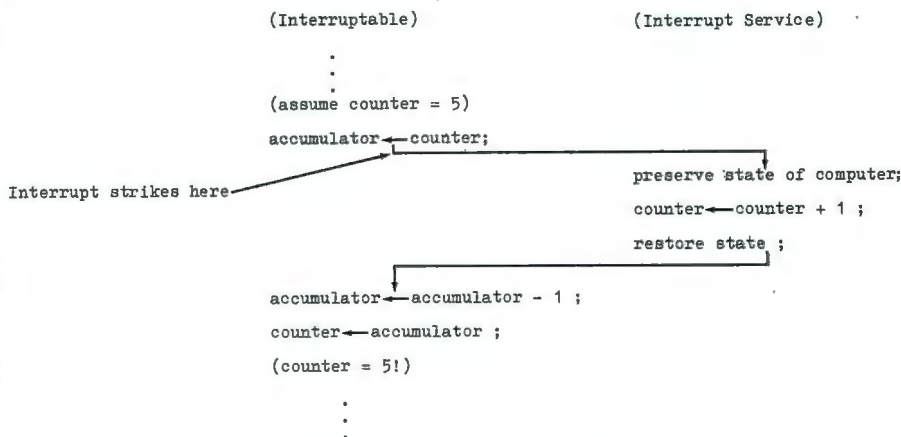 (Interruptable) (Interrupt Service)
(assume counter = 5)
accumulator←counter;
Interrupt strikes here
preserve state of computer;
counter←counter + 1 ;
restore state ;
accumulator←accumulator - 1 ;
counter←accumulator ;
(counter = 5!)